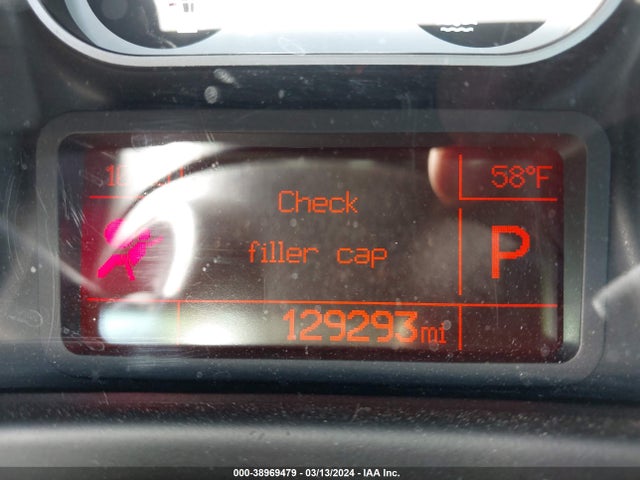 58°F
Check
filler cap
P
129293mi
000-38969479 - 03/13/2024 - IAA Inc.